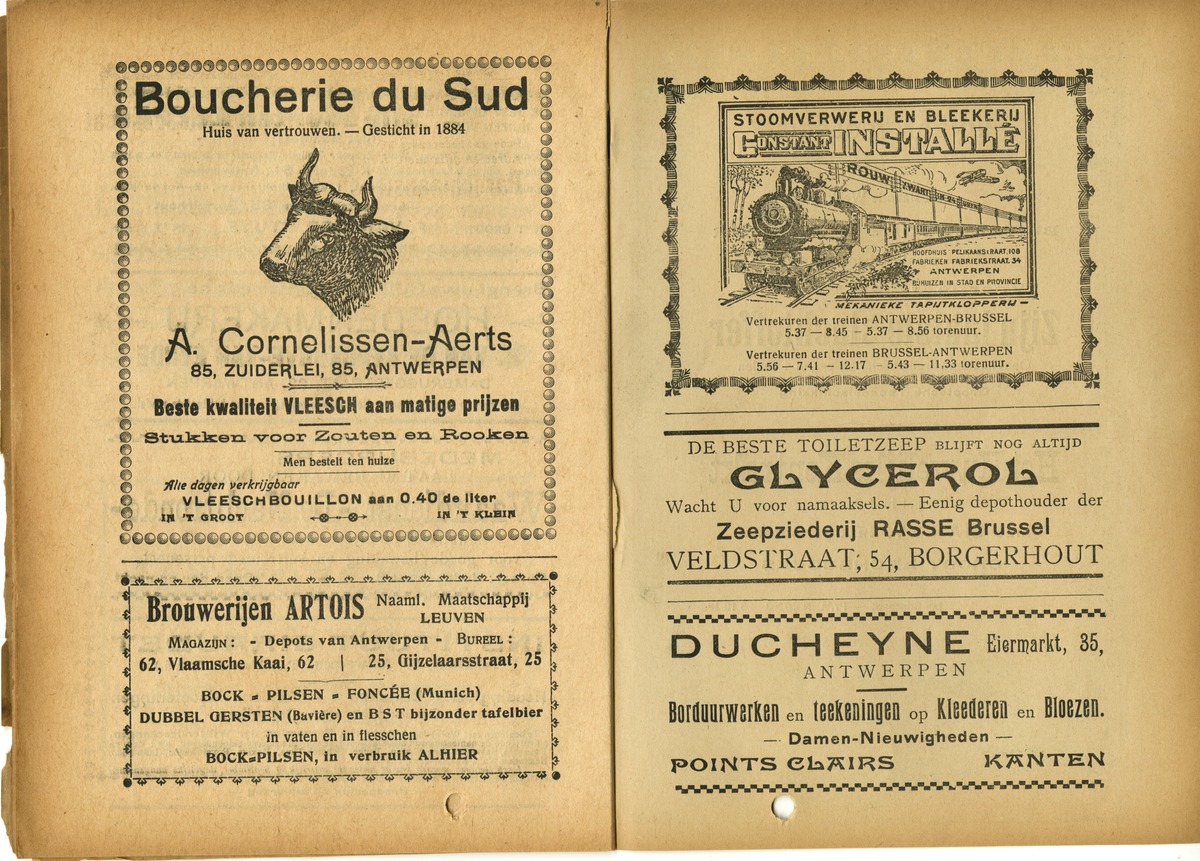 Boucherie du Sud
Huis van vertrouwen. — Gesticht in 1884
A. Cornelissen-Aerts
85, ZUIDERLEI, 85, ANTWERPEN
Beste kwaliteit VLEESCH aan matige prijzen
Stukken voor Zouten en Rooken
Men bestelt ten huize
Alle dagen verkrijgbaar
VLEESCHBOUILLON aan 0.40 de liter
IN 'T GROOT IN 'T KLEIN
Brouwerijen ARTOIS Naaml. Maatschappij
LEUVEN
MAGAZIJN : - Depots van Antwerpen - BUREEL :
62, Vlaamsche Kaai, 62 | 25, Gijzelaarsstraat, 25
BOCK = PILSEN = FONCÉE (Munich)
DUBBEL GERSTEN (Bavière) en B S T bijzonder tafelbier
in vaten en in flesschen
BOCK=PILSEN, in verbruik ALHIER
STOOMVERWERIJ EN BLEEKERIJ
CONSTANT INSTALLÉ
ROUWZWART IN 24 UREN
HOOFDHUIS PELIKAANSTRAAT. 108
FABRIEKEN FABRIEKSTRAAT. 34
ANTWERPEN
BIJHUIZEN IN STAD EN PROVINCIE
MEKANIEKE TAPIJTKLOPPERIJ —
Vertrekuren der treinen ANTWERPEN-BRUSSEL
5.37 — 8.45 — 5.37 — 8.56 torenuur.
Vertrekuren der treinen BRUSSEL-ANTWERPEN
5.56 — 7.41 — 12.17 — 5.43 — 11,33 torenuur.
DE BESTE TOILETZEEP BLIJFT NOG ALTIJD
GLYCEROL
Wacht U voor namaaksels. — Eenig depothouder der
Zeepziederij RASSE Brussel
VELDSTRAAT; 54, BORGERHOUT
DUCHEYNE Eiermarkt, 35,
ANTWERPEN
Borduurwerken en teekeningen op Kleederen en Bloezen.
— Damen-Nieuwigheden —
POINTS CLAIRS KANTEN